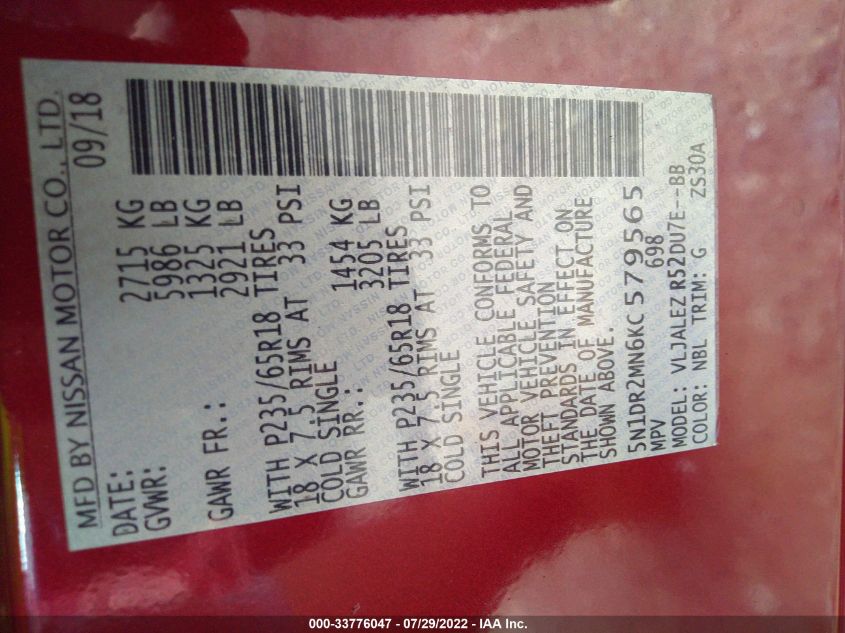 MFD BY NISSAN MOTOR CO., LTD.
DATE: 09/18
GVWR: 2715 KG
5986 LB
GAWR FR.: 1325 KG
2921 LB
WITH P235/65R18 TIRES
18 X 7.5 RIMS AT 33 PSI
COLD SINGLE
GAWR RR.: 1454 KG
3205 LB
WITH P235/65R18 TIRES
18 X 7.5 RIMS AT 33 PSI
COLD SINGLE
THIS VEHICLE CONFORMS TO
ALL APPLICABLE FEDERAL
MOTOR VEHICLE SAFETY AND
THEFT PREVENTION
STANDARDS IN EFFECT ON
THE DATE OF MANUFACTURE
SHOWN ABOVE.
5N1DR2MN6KC579565
MPV 698
MODEL: VLJALEZ R52DU7E--BB
COLOR: NBL TRIM: G ZS30A
000-33776047 - 07/29/2022 - IAA Inc.